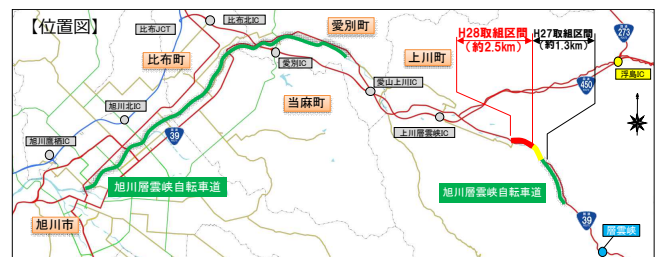 【位置図】
比布JCT
比布北IC
愛別町
比布町
愛別IC
上川町
H28取組区間
(約2.5km)
H27取組区間
(約1.3km)
273
浮島IC
450
愛山上川IC
当麻町
旭川北IC
上川層雲峡IC
旭川鷹栖IC
39
旭川層雲峡自転車道
旭川層雲峡自転車道
旭川市
39
層雲峡